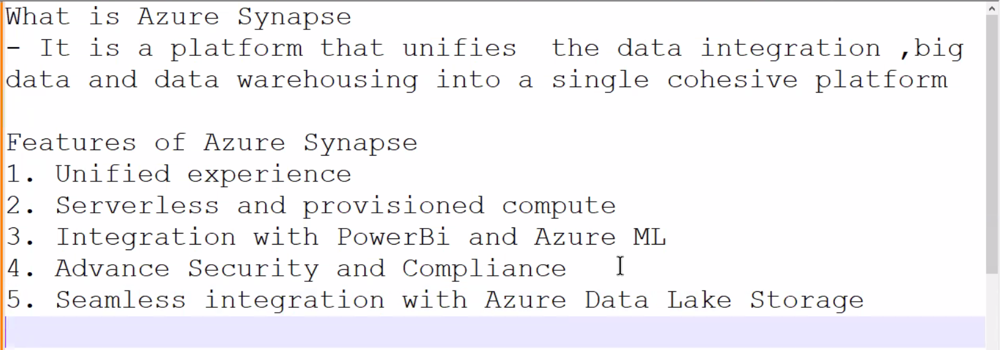 What is Azure Synapse
- It is a platform that unifies  the data integration ,big
data and data warehousing into a single cohesive platform
Features of Azure Synapse
1. Unified experience
2. Serverless and provisioned compute
3. Integration with PowerBi and Azure ML
4. Advance Security and Compliance
5. Seamless integration with Azure Data Lake Storage